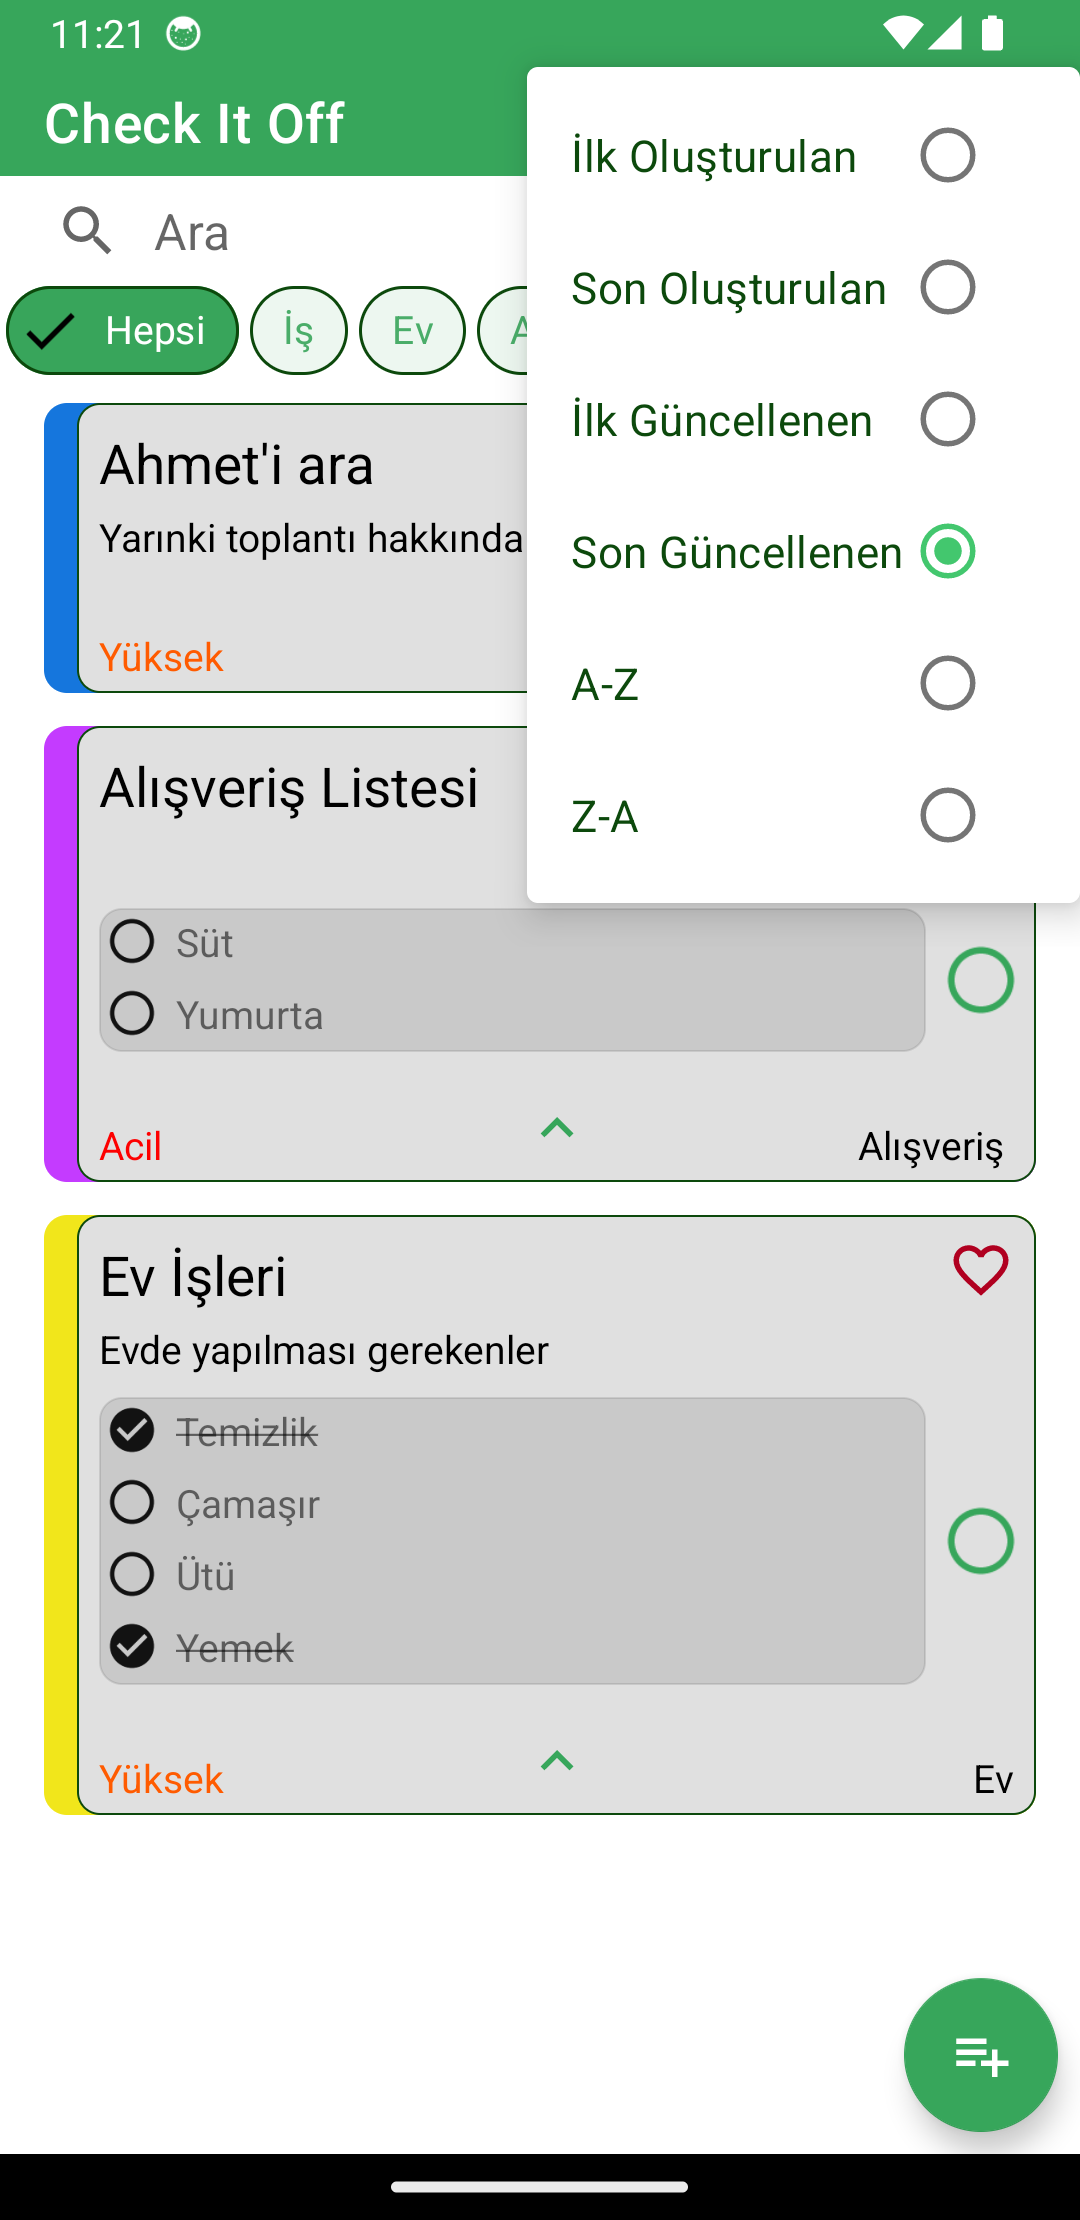 11:21
Check It Off
Ara
Hepsi
İş
Ev
A
İlk Oluşturulan
Son Oluşturulan
İlk Güncellenen
Son Güncellenen
A-Z
Z-A
Ahmet'i ara
Yarınki toplantı hakkında
Yüksek
Alışveriş Listesi
Süt
Yumurta
Acil
Alışveriş
Ev İşleri
Evde yapılması gerekenler
Temizlik
Çamaşır
Ütü
Yemek
Yüksek
Ev